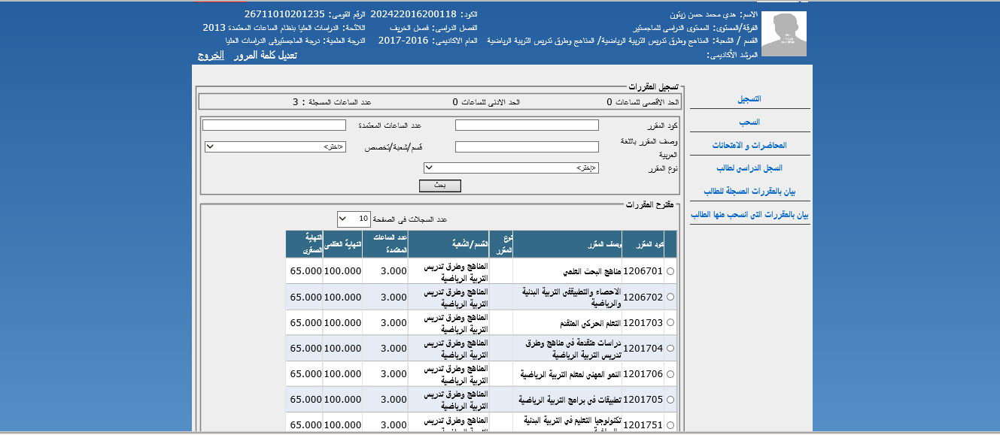 الاسم: هدي محمد حسن زيتون الكود: 202422016200118 الرقم القومى: 26711010201235
الفرقة/المستوى: المستوى الدراسى للماجستير الفصل الدراسى: فصل الخريف اللائحة: الدراسات العليا بنظام الساعات المعتمدة 2013
القسم / الشعبة: المناهج وطرق تدريس التربية الرياضية/ المناهج وطرق تدريس التربية الرياضية العام الاكاديمى: 2016-2017 الدرجة العلمية: درجة الماجستيرفى الدراسات العليا
المرشد الأكاديمى: تعديل كلمة المرور الخروج
التسجيل
السحب
المحاضرات و الامتحانات
السجل الدراسى لطالب
بيان بالمقررات المسجلة للطالب
بيان بالمقررات التى انسحب منها الطالب
تسجيل المقررات
الحد الاقصى للساعات 0 الحد الادنى للساعات 0 عدد الساعات المسجلة : 3
كود المقرر عدد الساعات المعتمدة
وصف المقرر باللغة
العربية
قسم/شعبة/تخصص <اختر>
نوع المقرر <إختر>
بحث
مقترح المقررات
عدد السجلات فى الصفحة 10
كود المقرر وصف المقرر نوع المقرر القسم/الشعبة عدد الساعات المعتمدة النهاية العظمى النهاية الصغرى
1206701 مناهج البحث العلمي المناهج وطرق تدريس التربية الرياضية 3.000 100.000 65.000
1206702 الاحصاء والتطبيقفى التربية البدنية والرياضية المناهج وطرق تدريس التربية الرياضية 3.000 100.000 65.000
1201703 التعلم الحركى المتقدم المناهج وطرق تدريس التربية الرياضية 3.000 100.000 65.000
1201704 دراسات متقدمة فى مناهج وطرق تدريس التربية الرياضية المناهج وطرق تدريس التربية الرياضية 3.000 100.000 65.000
1201706 النمو المهنى لمعلم التربية الرياضية المناهج وطرق تدريس التربية الرياضية 3.000 100.000 65.000
1201705 تطبيقات فى برامج التربية الرياضية المناهج وطرق تدريس التربية الرياضية 3.000 100.000 65.000
1201751 تكنولوجيا التعليم في التربية البدنية المناهج وطرق تدريس 3.000 100.000 65.000